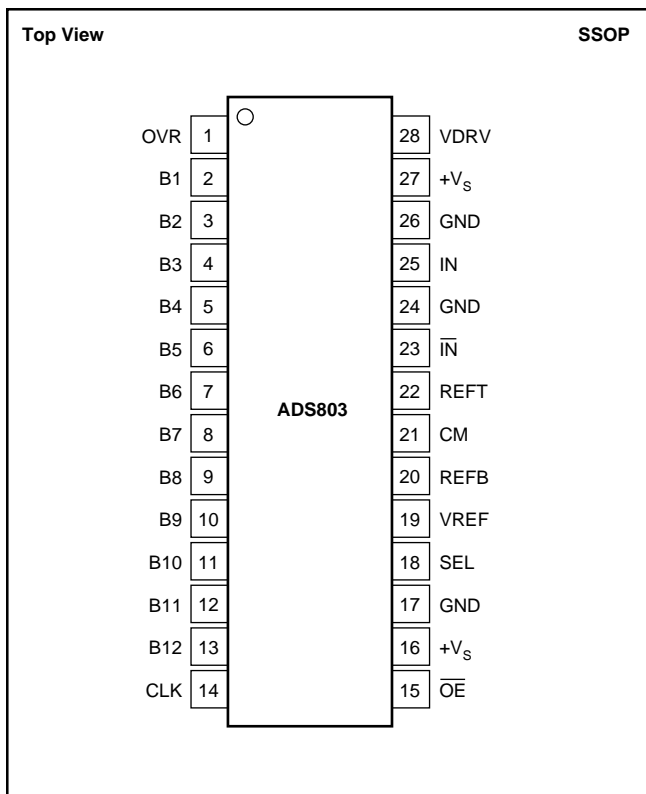 Top View SSOP
OVR 1 28 VDRV
B1 2 27 +VS
B2 3 26 GND
B3 4 25 IN
B4 5 24 GND
B5 6 23 I̅N̅
B6 7 22 REFT
ADS803
B7 8 21 CM
B8 9 20 REFB
B9 10 19 VREF
B10 11 18 SEL
B11 12 17 GND
B12 13 16 +VS
CLK 14 15 O̅E̅